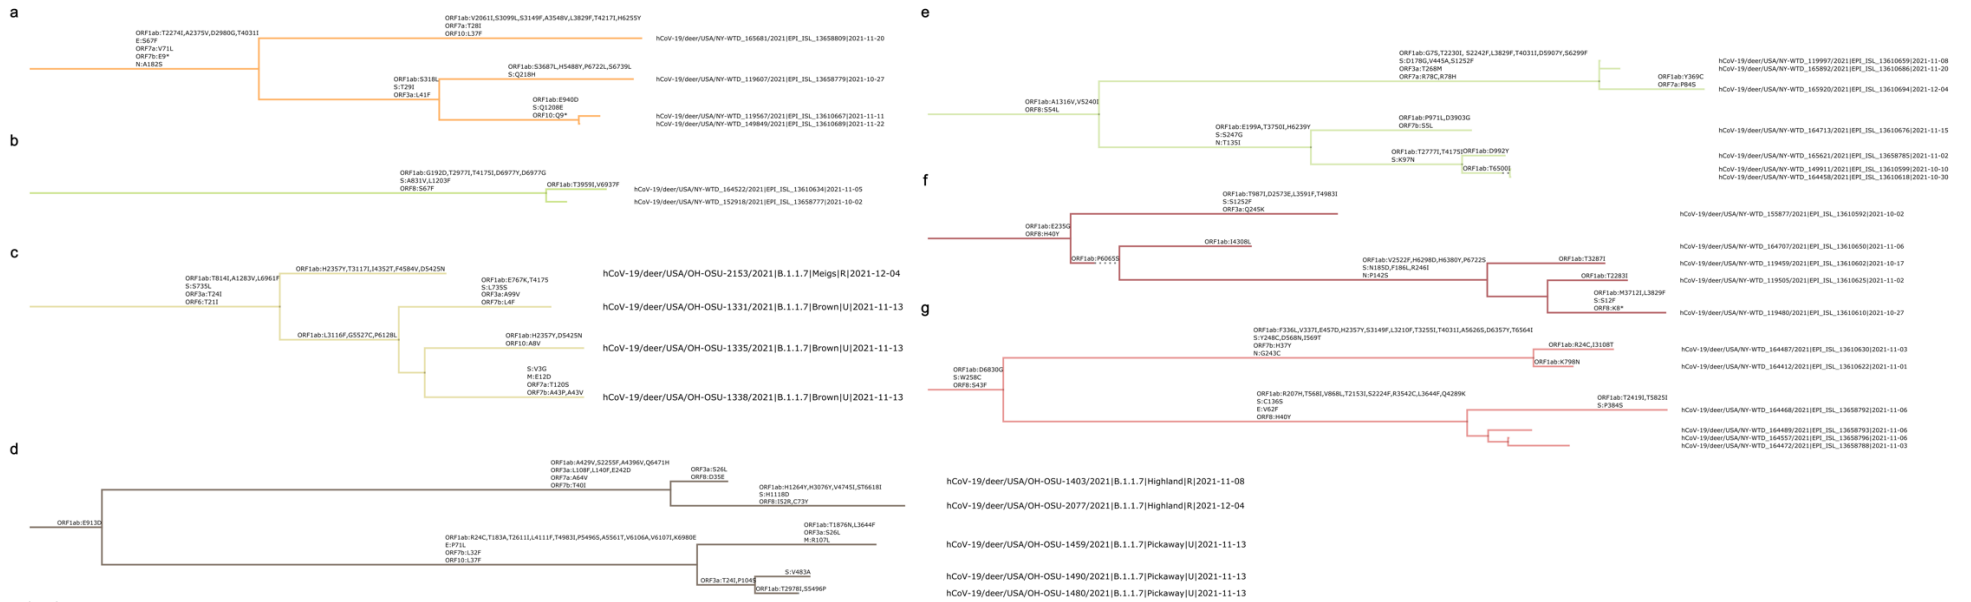 a
ORF1ab:T2274I,A2375V,D2980G,T4031I
E:S67F
ORF7a:V71L
ORF7b:E9*
N:A182S
ORF1ab:V2061I,S3099L,S3149F,A3548V,L3829F,T4217I,H6255Y
ORF7a:T28I
ORF10:L37F
hCoV-19/deer/USA/NY-WTD_165681/2021|EPI_ISL_13658809|2021-11-20
ORF1ab:S318L
S:T29I
ORF3a:L41F
ORF1ab:S3687L,H5488Y,P6722L,S6739L
S:Q218H
hCoV-19/deer/USA/NY-WTD_119607/2021|EPI_ISL_13658779|2021-10-27
ORF1ab:E940D
S:Q1208E
ORF10:Q9*
hCoV-19/deer/USA/NY-WTD_119567/2021|EPI_ISL_13610667|2021-11-11
hCoV-19/deer/USA/NY-WTD_149849/2021|EPI_ISL_13610689|2021-11-22
b
ORF1ab:G192D,T2977I,T4175I,D6977Y,D6977G
S:A831V,L1203F
ORF8:S67F
ORF1ab:T3959I,V6937F
hCoV-19/deer/USA/NY-WTD_164522/2021|EPI_ISL_13610634|2021-11-05
hCoV-19/deer/USA/NY-WTD_152918/2021|EPI_ISL_13658777|2021-10-02
c
ORF1ab:T814I,A1283V,L6961F
S:S735L
ORF3a:T24I
ORF6:T21I
ORF1ab:H2357Y,T3117I,I4352T,F4584V,D5425N
hCoV-19/deer/USA/OH-OSU-2153/2021|B.1.1.7|Meigs|R|2021-12-04
ORF1ab:E767K,T4175
S:L735S
ORF3a:A99V
ORF7b:L4F
hCoV-19/deer/USA/OH-OSU-1331/2021|B.1.1.7|Brown|U|2021-11-13
ORF1ab:L3116F,G5527C,P6128L
ORF1ab:H2357Y,D5425N
ORF10:A8V
hCoV-19/deer/USA/OH-OSU-1335/2021|B.1.1.7|Brown|U|2021-11-13
S:V3G
M:E12D
ORF7a:T120S
ORF7b:A43P,A43V
hCoV-19/deer/USA/OH-OSU-1338/2021|B.1.1.7|Brown|U|2021-11-13
d
ORF1ab:E913D
ORF1ab:A429V,S2255F,A4396V,Q6471H
ORF3a:L108F,L140F,E242D
ORF7a:A64V
ORF7b:T40I
ORF3a:S26L
ORF8:D35E
hCoV-19/deer/USA/OH-OSU-1403/2021|B.1.1.7|Highland|R|2021-11-08
ORF1ab:H1264Y,H3076Y,V4745I,ST6618I
S:H1118D
ORF8:I52R,C73Y
hCoV-19/deer/USA/OH-OSU-2077/2021|B.1.1.7|Highland|R|2021-12-04
ORF1ab:R24C,T183A,T2611I,L4111F,T4983I,P5496S,A5561T,V6106A,V6107I,K6980E
E:P71L
ORF7b:L32F
ORF10:L37F
ORF1ab:T1876N,L3644F
ORF3a:S26L
M:R107L
hCoV-19/deer/USA/OH-OSU-1459/2021|B.1.1.7|Pickaway|U|2021-11-13
ORF3a:T24I,P104S
S:V483A
hCoV-19/deer/USA/OH-OSU-1490/2021|B.1.1.7|Pickaway|U|2021-11-13
ORF1ab:T2978I,S5496P
hCoV-19/deer/USA/OH-OSU-1480/2021|B.1.1.7|Pickaway|U|2021-11-13
e
ORF1ab:A1316V,V5240I
ORF8:S54L
ORF1ab:G7S,T2230I, S2242F,L3829F,T4031I,D5907Y,S6299F
S:D178G,V445A,S1252F
ORF3a:T268M
ORF7a:R78C,R78H
hCoV-19/deer/USA/NY-WTD_119997/2021|EPI_ISL_13610659|2021-11-08
hCoV-19/deer/USA/NY-WTD_165892/2021|EPI_ISL_13610686|2021-11-20
ORF1ab:Y369C
ORF7a:P84S
hCoV-19/deer/USA/NY-WTD_165920/2021|EPI_ISL_13610694|2021-12-04
ORF1ab:E199A,T3750I,H6239Y
S:S247G
N:T135I
ORF1ab:P971L,D3903G
ORF7b:S5L
hCoV-19/deer/USA/NY-WTD_164713/2021|EPI_ISL_13610676|2021-11-15
ORF1ab:T2777I,T4175I
S:K97N
ORF1ab:D992Y
hCoV-19/deer/USA/NY-WTD_165621/2021|EPI_ISL_13658785|2021-11-02
ORF1ab:T6500I
hCoV-19/deer/USA/NY-WTD_149911/2021|EPI_ISL_13610599|2021-10-10
hCoV-19/deer/USA/NY-WTD_164458/2021|EPI_ISL_13610618|2021-10-30
f
ORF1ab:E235G
ORF8:H40Y
ORF1ab:T987I,D2573E,L3591F,T4983I
S:S1252F
ORF3a:Q245K
hCoV-19/deer/USA/NY-WTD_155877/2021|EPI_ISL_13610592|2021-10-02
ORF1ab:P6065S
ORF1ab:I4308L
hCoV-19/deer/USA/NY-WTD_164707/2021|EPI_ISL_13610650|2021-11-06
ORF1ab:V2522F,H6298D,H6380Y,P6722S
S:N185D,F186L,R246I
N:P142S
ORF1ab:T3287I
hCoV-19/deer/USA/NY-WTD_119459/2021|EPI_ISL_13610602|2021-10-17
ORF1ab:T2283I
hCoV-19/deer/USA/NY-WTD_119505/2021|EPI_ISL_13610625|2021-11-02
ORF1ab:M3712I,L3829F
S:S12F
ORF8:K8*
hCoV-19/deer/USA/NY-WTD_119480/2021|EPI_ISL_13610610|2021-10-27
g
ORF1ab:D6830G
S:W258C
ORF8:S43F
ORF1ab:F336L,V337I,E457D,H2357Y,S3149F,L3210F,T3255I,T4031I,A5626S,D6357Y,T6564I
S:Y248C,D568N,I569T
ORF7b:H37Y
N:G243C
ORF1ab:R24C,I3108T
hCoV-19/deer/USA/NY-WTD_164487/2021|EPI_ISL_13610630|2021-11-03
ORF1ab:K798N
hCoV-19/deer/USA/NY-WTD_164412/2021|EPI_ISL_13610622|2021-11-01
ORF1ab:R207H,T568I,V868L,T2153I,S2224F,R3542C,L3644F,Q4289K
S:C136S
E:V62F
ORF8:H40Y
ORF1ab:T2419I,T5825I
S:P384S
hCoV-19/deer/USA/NY-WTD_164468/2021|EPI_ISL_13658792|2021-11-06
hCoV-19/deer/USA/NY-WTD_164489/2021|EPI_ISL_13658793|2021-11-06
hCoV-19/deer/USA/NY-WTD_164557/2021|EPI_ISL_13658796|2021-11-06
hCoV-19/deer/USA/NY-WTD_164472/2021|EPI_ISL_13658788|2021-11-03